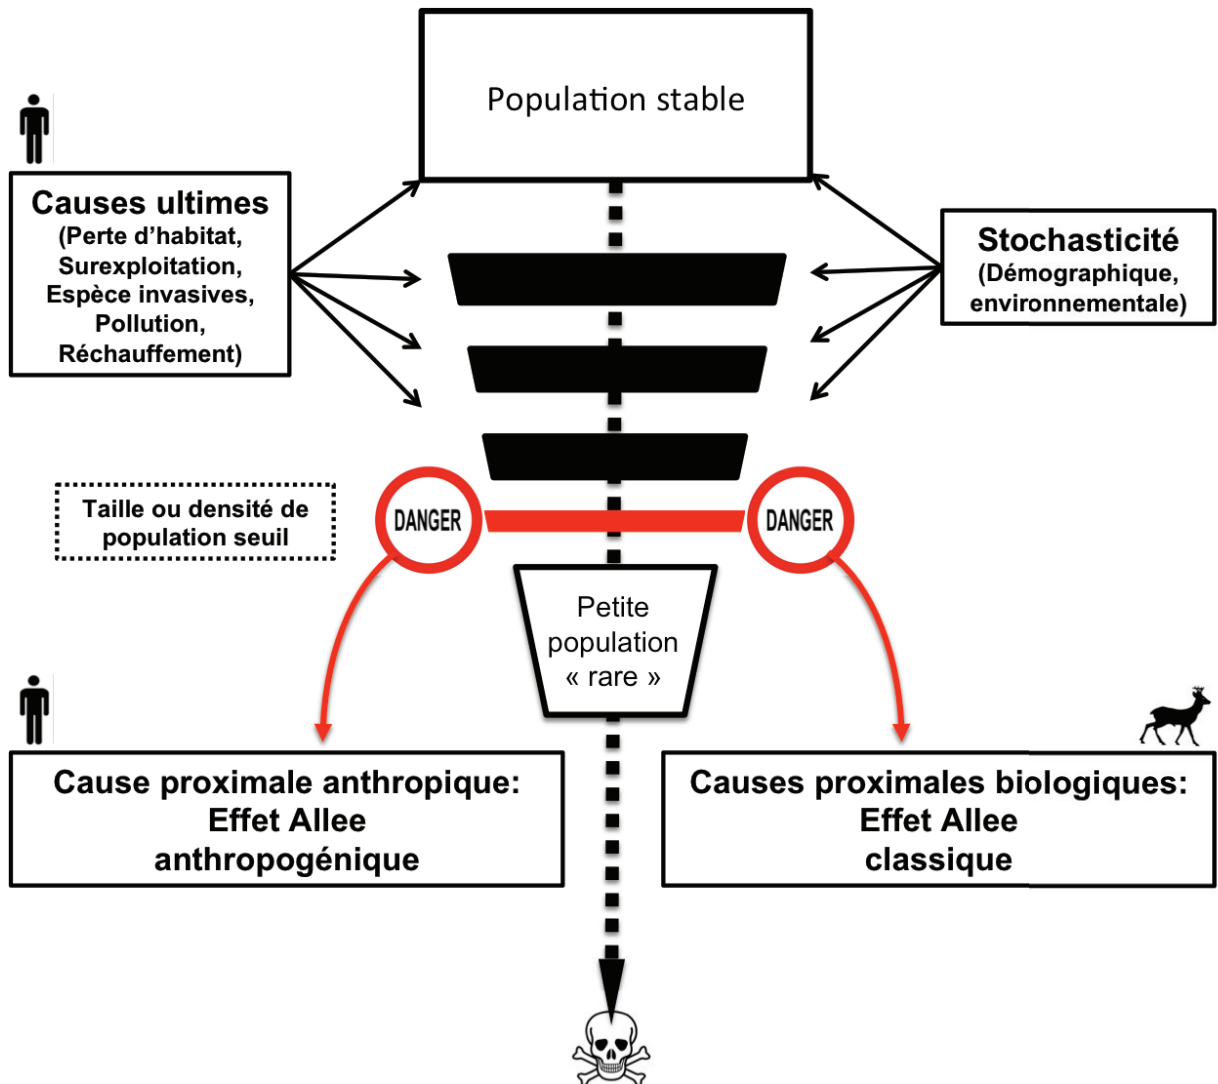 Population stable
Causes ultimes
(Perte d'habitat,
Surexploitation,
Espèce invasives,
Pollution,
Réchauffement)
Stochasticité
(Démographique,
environnementale)
Taille ou densité de
population seuil
DANGER
DANGER
Petite
population
« rare »
Cause proximale anthropique:
Effet Allee
anthropogénique
Causes proximales biologiques:
Effet Allee
classique